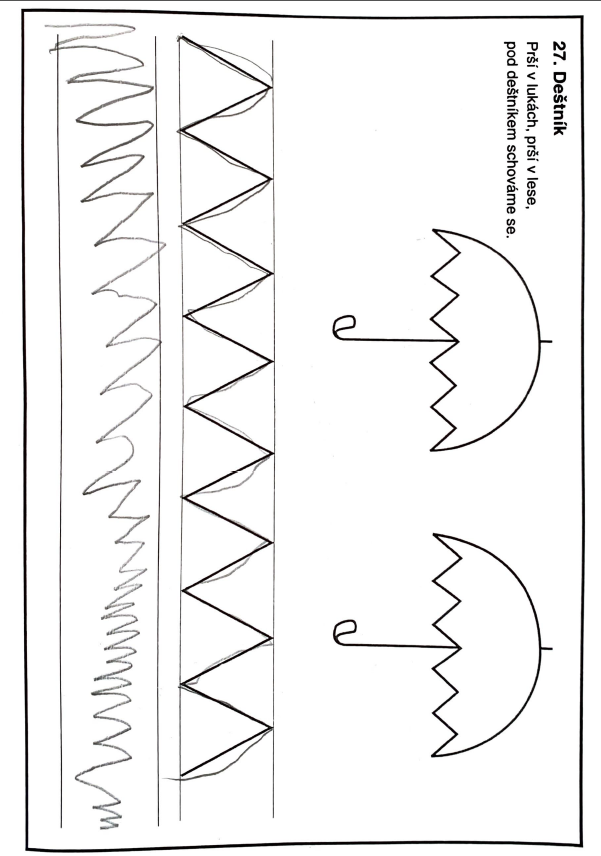 27. Deštník
Prší v lukách, prší v lese,
pod deštníkem schováme se.